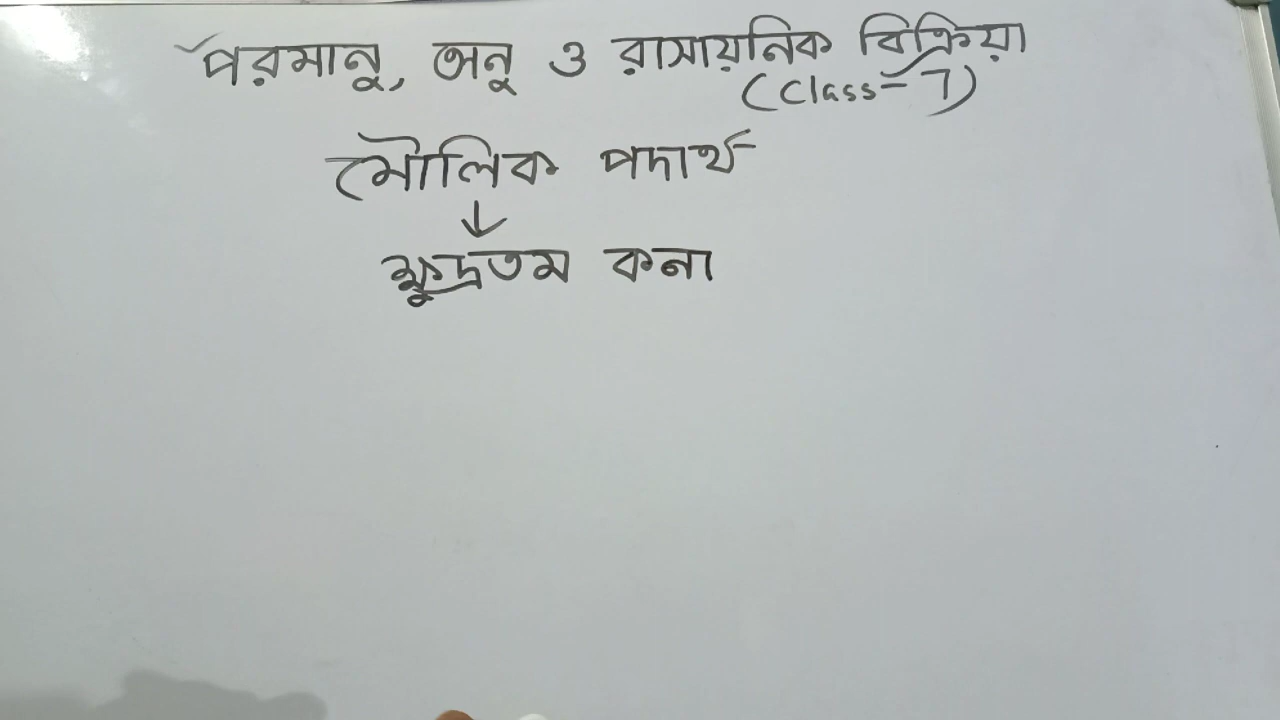 পরমানু, অনু ও রাসায়নিক বিক্রিয়া
(Class-7)
মৌলিক পদার্থ
↓
ক্ষুদ্রতম কনা